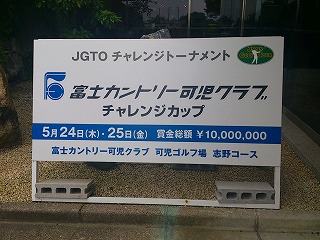 JGTO チャレンジトーナメント
富士カントリー可児クラブ
チャレンジカップ
5月24日(木)・25日(金) 賞金総額 ¥10,000,000
富士カントリー可児クラブ 可児ゴルフ場 志野コース